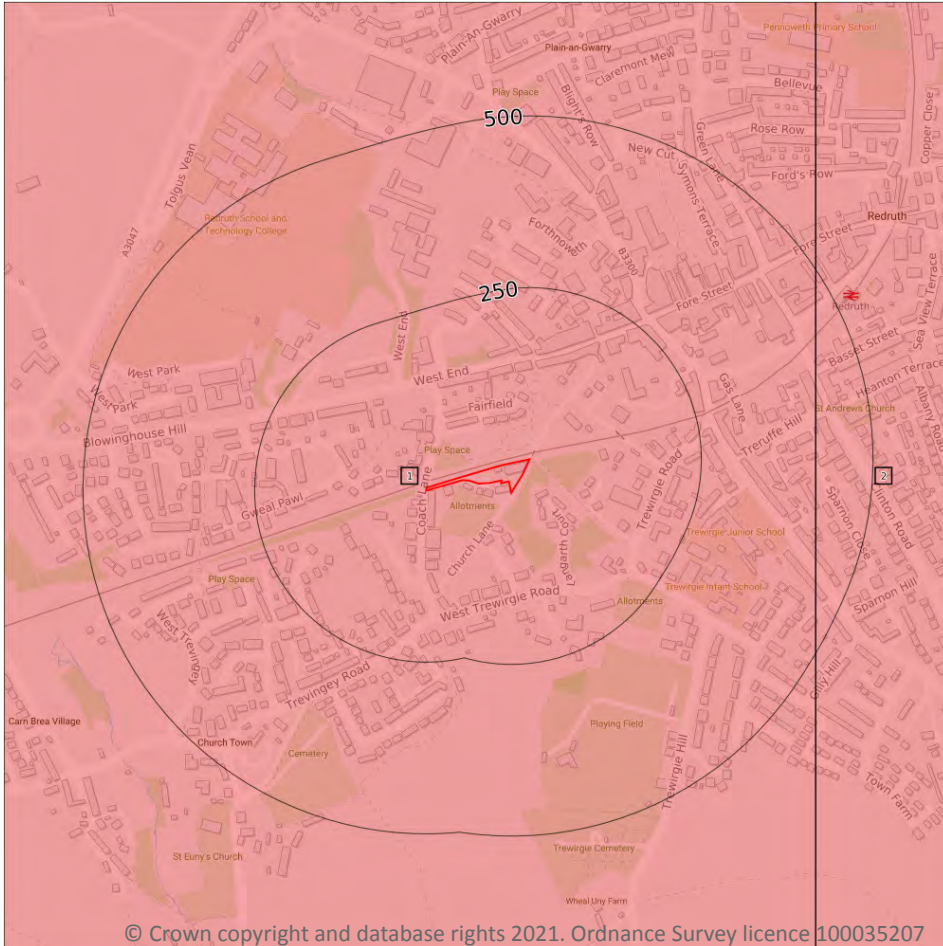 Pennoweth Primary School
Plain-An-Gwarry
Plain-an-Gwarry
Claremont Mew
Bellevue
Copper Close
Play Space
Blight's Row
500
Rose Row
Green Lane
New Cut
Ford's Row
Symons Terrace
Tolgus Vean
Redruth School and
Technology College
A3047
Redruth
Fore Street
Forthnoweth
B3300
Sea View Terrace
250
Fore Street
Redruth
West End
Basset Street
West Park
West End
Heanton Terrace
Gas Lane
West Park
Fairfield
St Andrews Church
Albany Road
Blowinghouse Hill
Treruffe Hill
Play Space
1
2
Trewirgie Road
Coach Lane
Gweal Pawl
Allotments
Linton Road
Sparnon Close
Church Lane
Langarth Court
Trewirgie Junior School
Play Space
Trewirgie Infant School
West Trewirgie Road
Allotments
Sparnon Hill
West Trevingey
Gilly Hill
Trevingey Road
Carn Brea Village
Playing Field
Church Town
Cemetery
Trewirgie Hill
Town Farm
Trewirgie Cemetery
St Euny's Church
Wheal Uny Farm
© Crown copyright and database rights 2021. Ordnance Survey licence 100035207